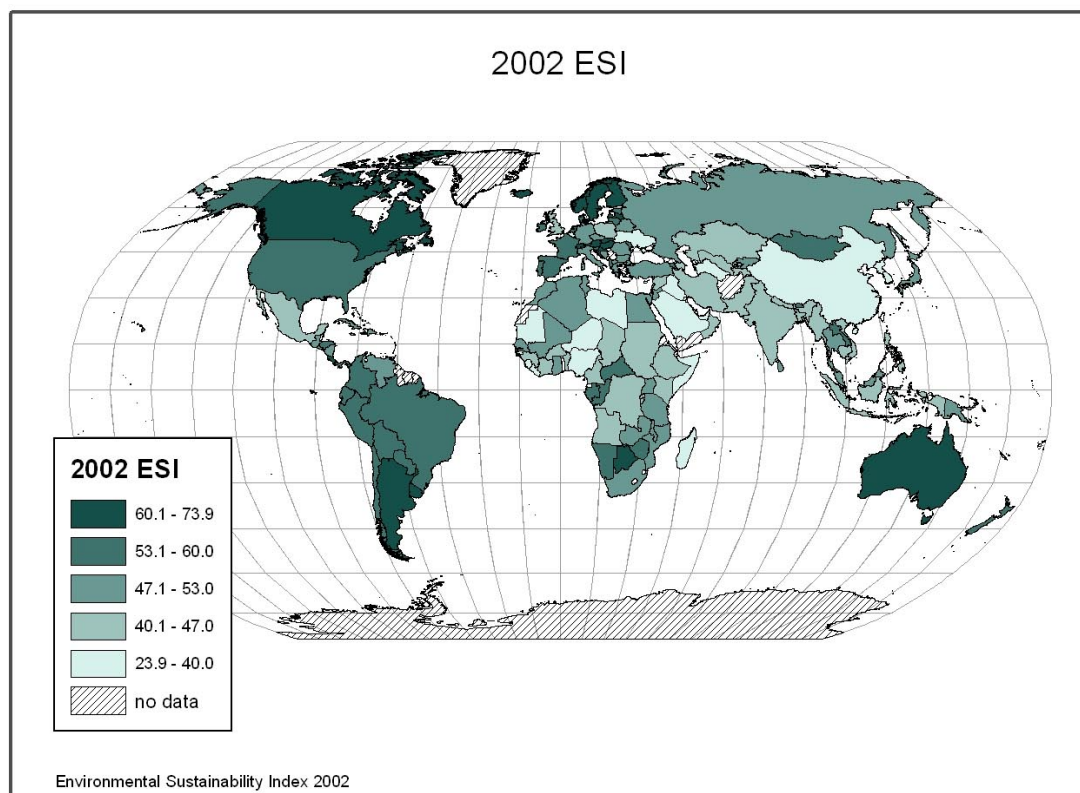 2002 ESI
2002 ESI
60.1 - 73.9
53.1 - 60.0
47.1 - 53.0
40.1 - 47.0
23.9 - 40.0
no data
Environmental Sustainability Index 2002